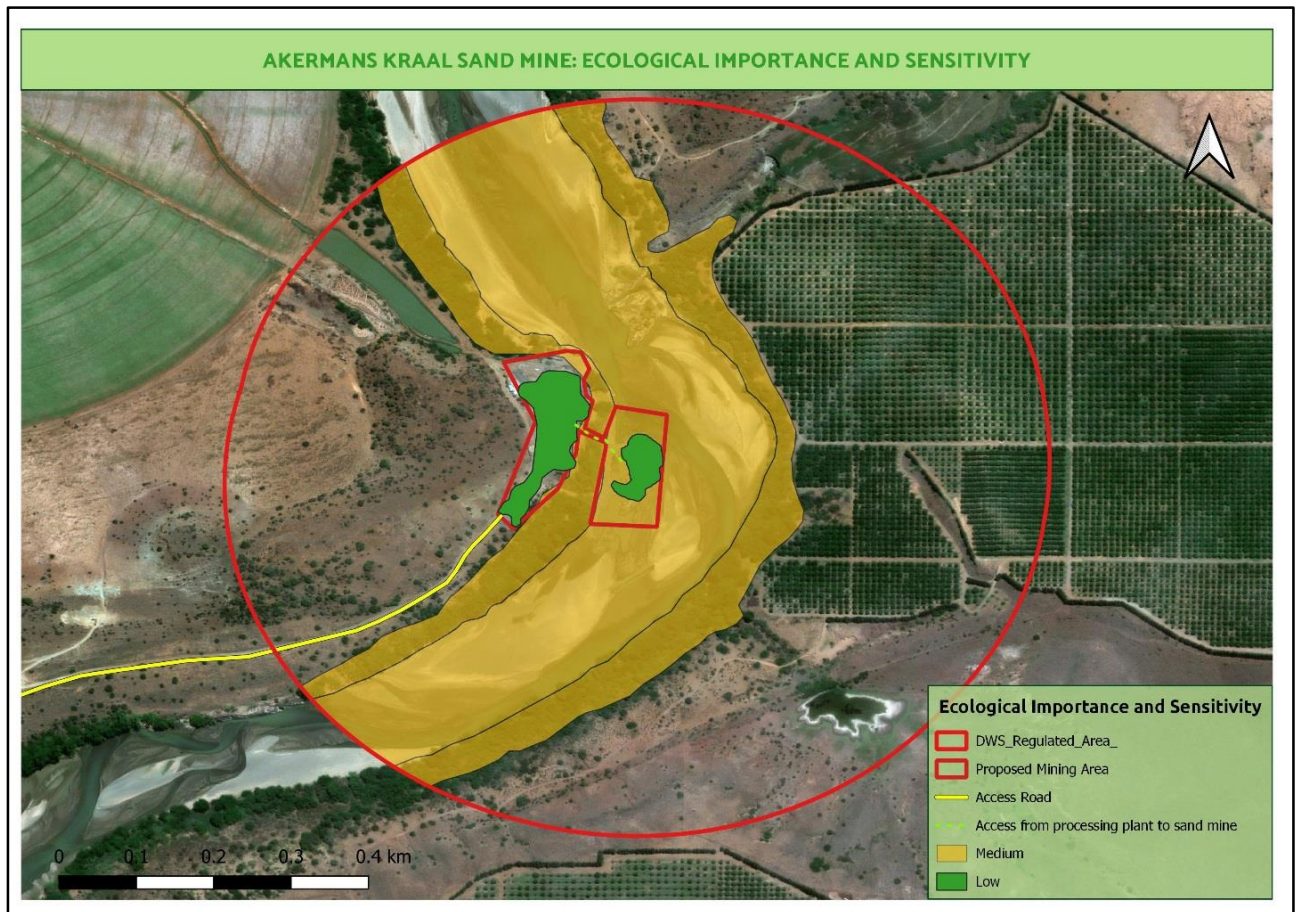 AKERMANS KRAAL SAND MINE: ECOLOGICAL IMPORTANCE AND SENSITIVITY
Ecological Importance and Sensitivity
DWS_Regulated_Area_
Proposed Mining Area
Access Road
Access from processing plant to sand mine
Medium
Low
0 0.1 0.2 0.3 0.4 km